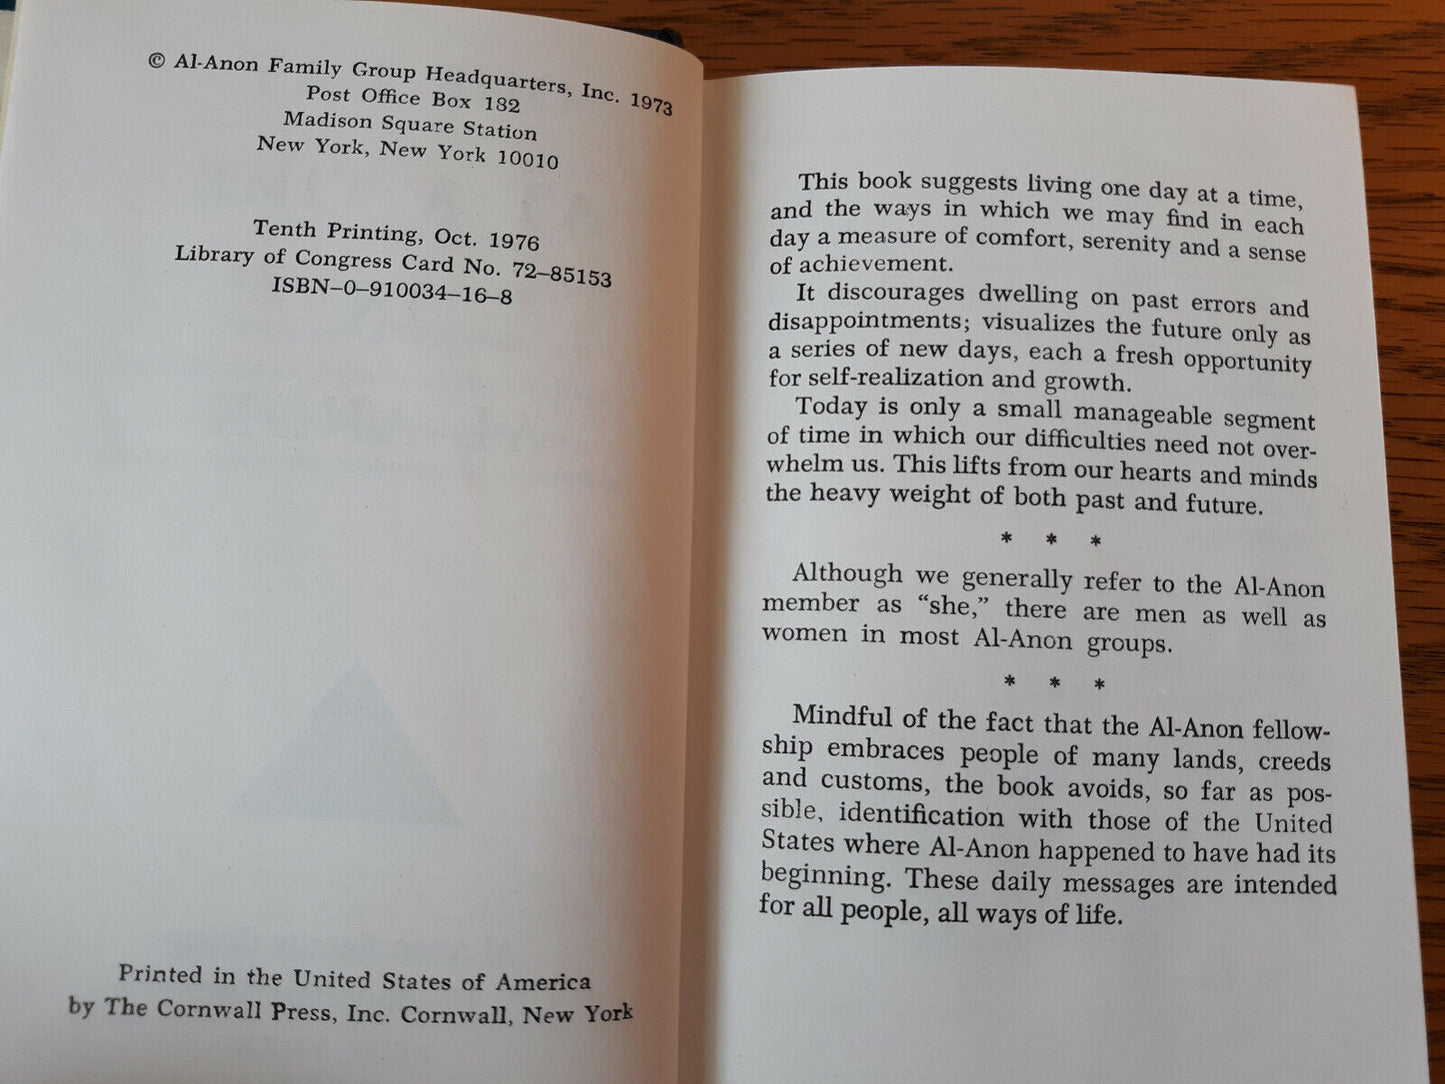 © Al-Anon Family Group Headquarters, Inc. 1973
Post Office Box 182
Madison Square Station
New York, New York 10010
Tenth Printing, Oct. 1976
Library of Congress Card No. 72–85153
ISBN–0–910034–16–8
Printed in the United States of America
by The Cornwall Press, Inc. Cornwall, New York
This book suggests living one day at a time,
and the ways in which we may find in each
day a measure of comfort, serenity and a sense
of achievement.
It discourages dwelling on past errors and
disappointments; visualizes the future only as
a series of new days, each a fresh opportunity
for self-realization and growth.
Today is only a small manageable segment
of time in which our difficulties need not over-
whelm us. This lifts from our hearts and minds
the heavy weight of both past and future.
* * *
Although we generally refer to the Al-Anon
member as “she,” there are men as well as
women in most Al-Anon groups.
* * *
Mindful of the fact that the Al-Anon fellow-
ship embraces people of many lands, creeds
and customs, the book avoids, so far as pos-
sible, identification with those of the United
States where Al-Anon happened to have had its
beginning. These daily messages are intended
for all people, all ways of life.